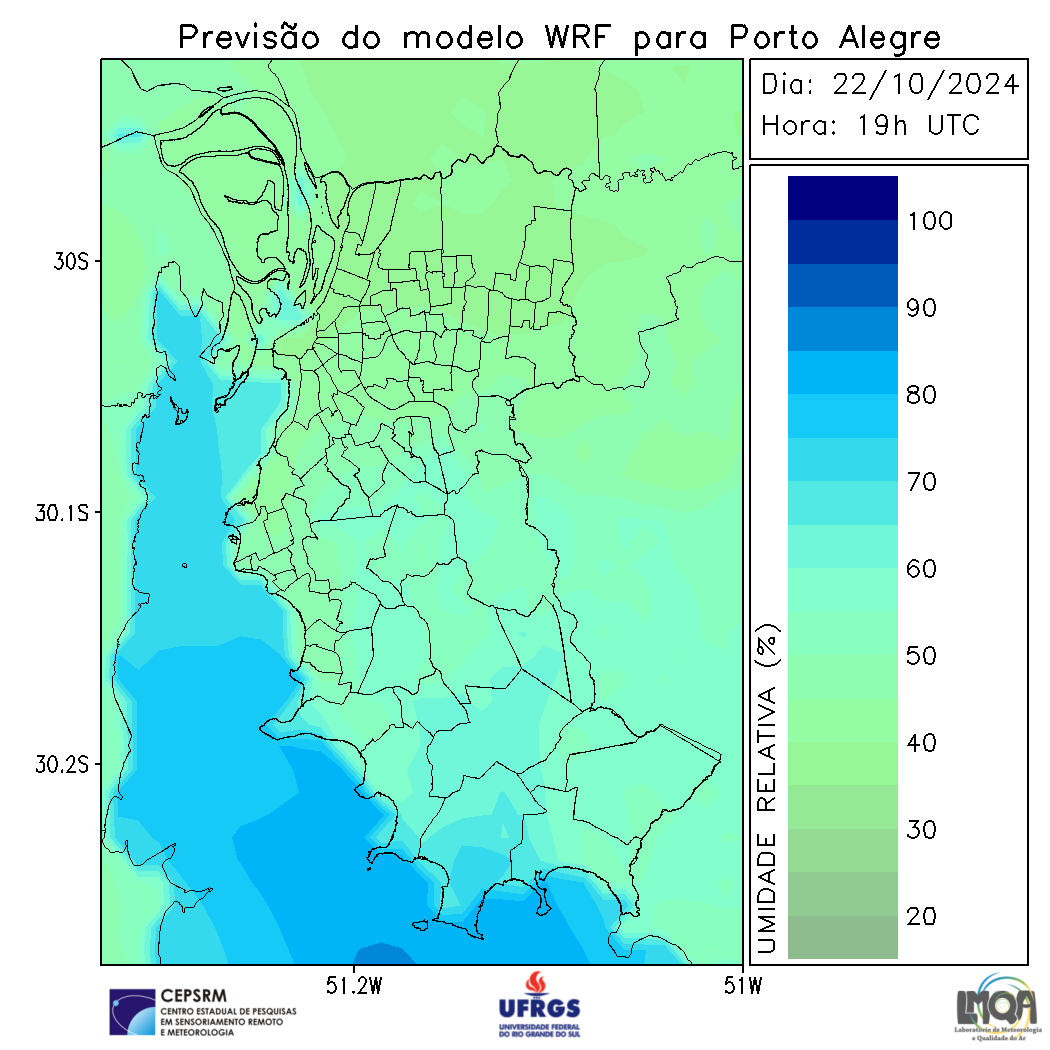 Previsão do modelo WRF para Porto Alegre
Dia: 22/10/2024
Hora: 19h UTC
30S
30.1S
30.2S
51.2W
51W
100
90
80
70
60
50
40
30
20
UMIDADE RELATIVA (%)
CEPSRM
CENTRO ESTADUAL DE PESQUISAS
EM SENSORIAMENTO REMOTO
E METEOROLOGIA
UFRGS
UNIVERSIDADE FEDERAL
DO RIO GRANDE DO SUL
LMQA
Laboratório de Meteorologia
e Qualidade do Ar